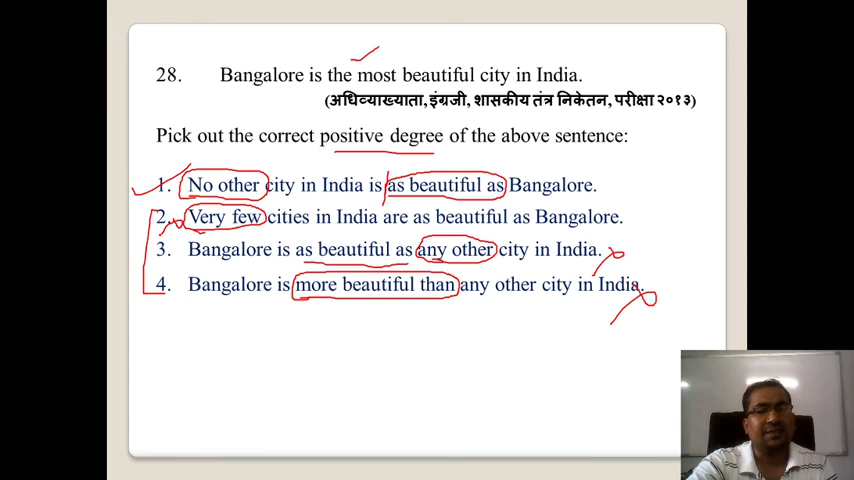 28. Bangalore is the most beautiful city in India.
(अधिव्याख्याता, इंग्रजी, शासकीय तंत्र निकेतन, परीक्षा २०१३)
Pick out the correct positive degree of the above sentence:
1. No other city in India is as beautiful as Bangalore.
2. Very few cities in India are as beautiful as Bangalore.
3. Bangalore is as beautiful as any other city in India.
4. Bangalore is more beautiful than any other city in India.